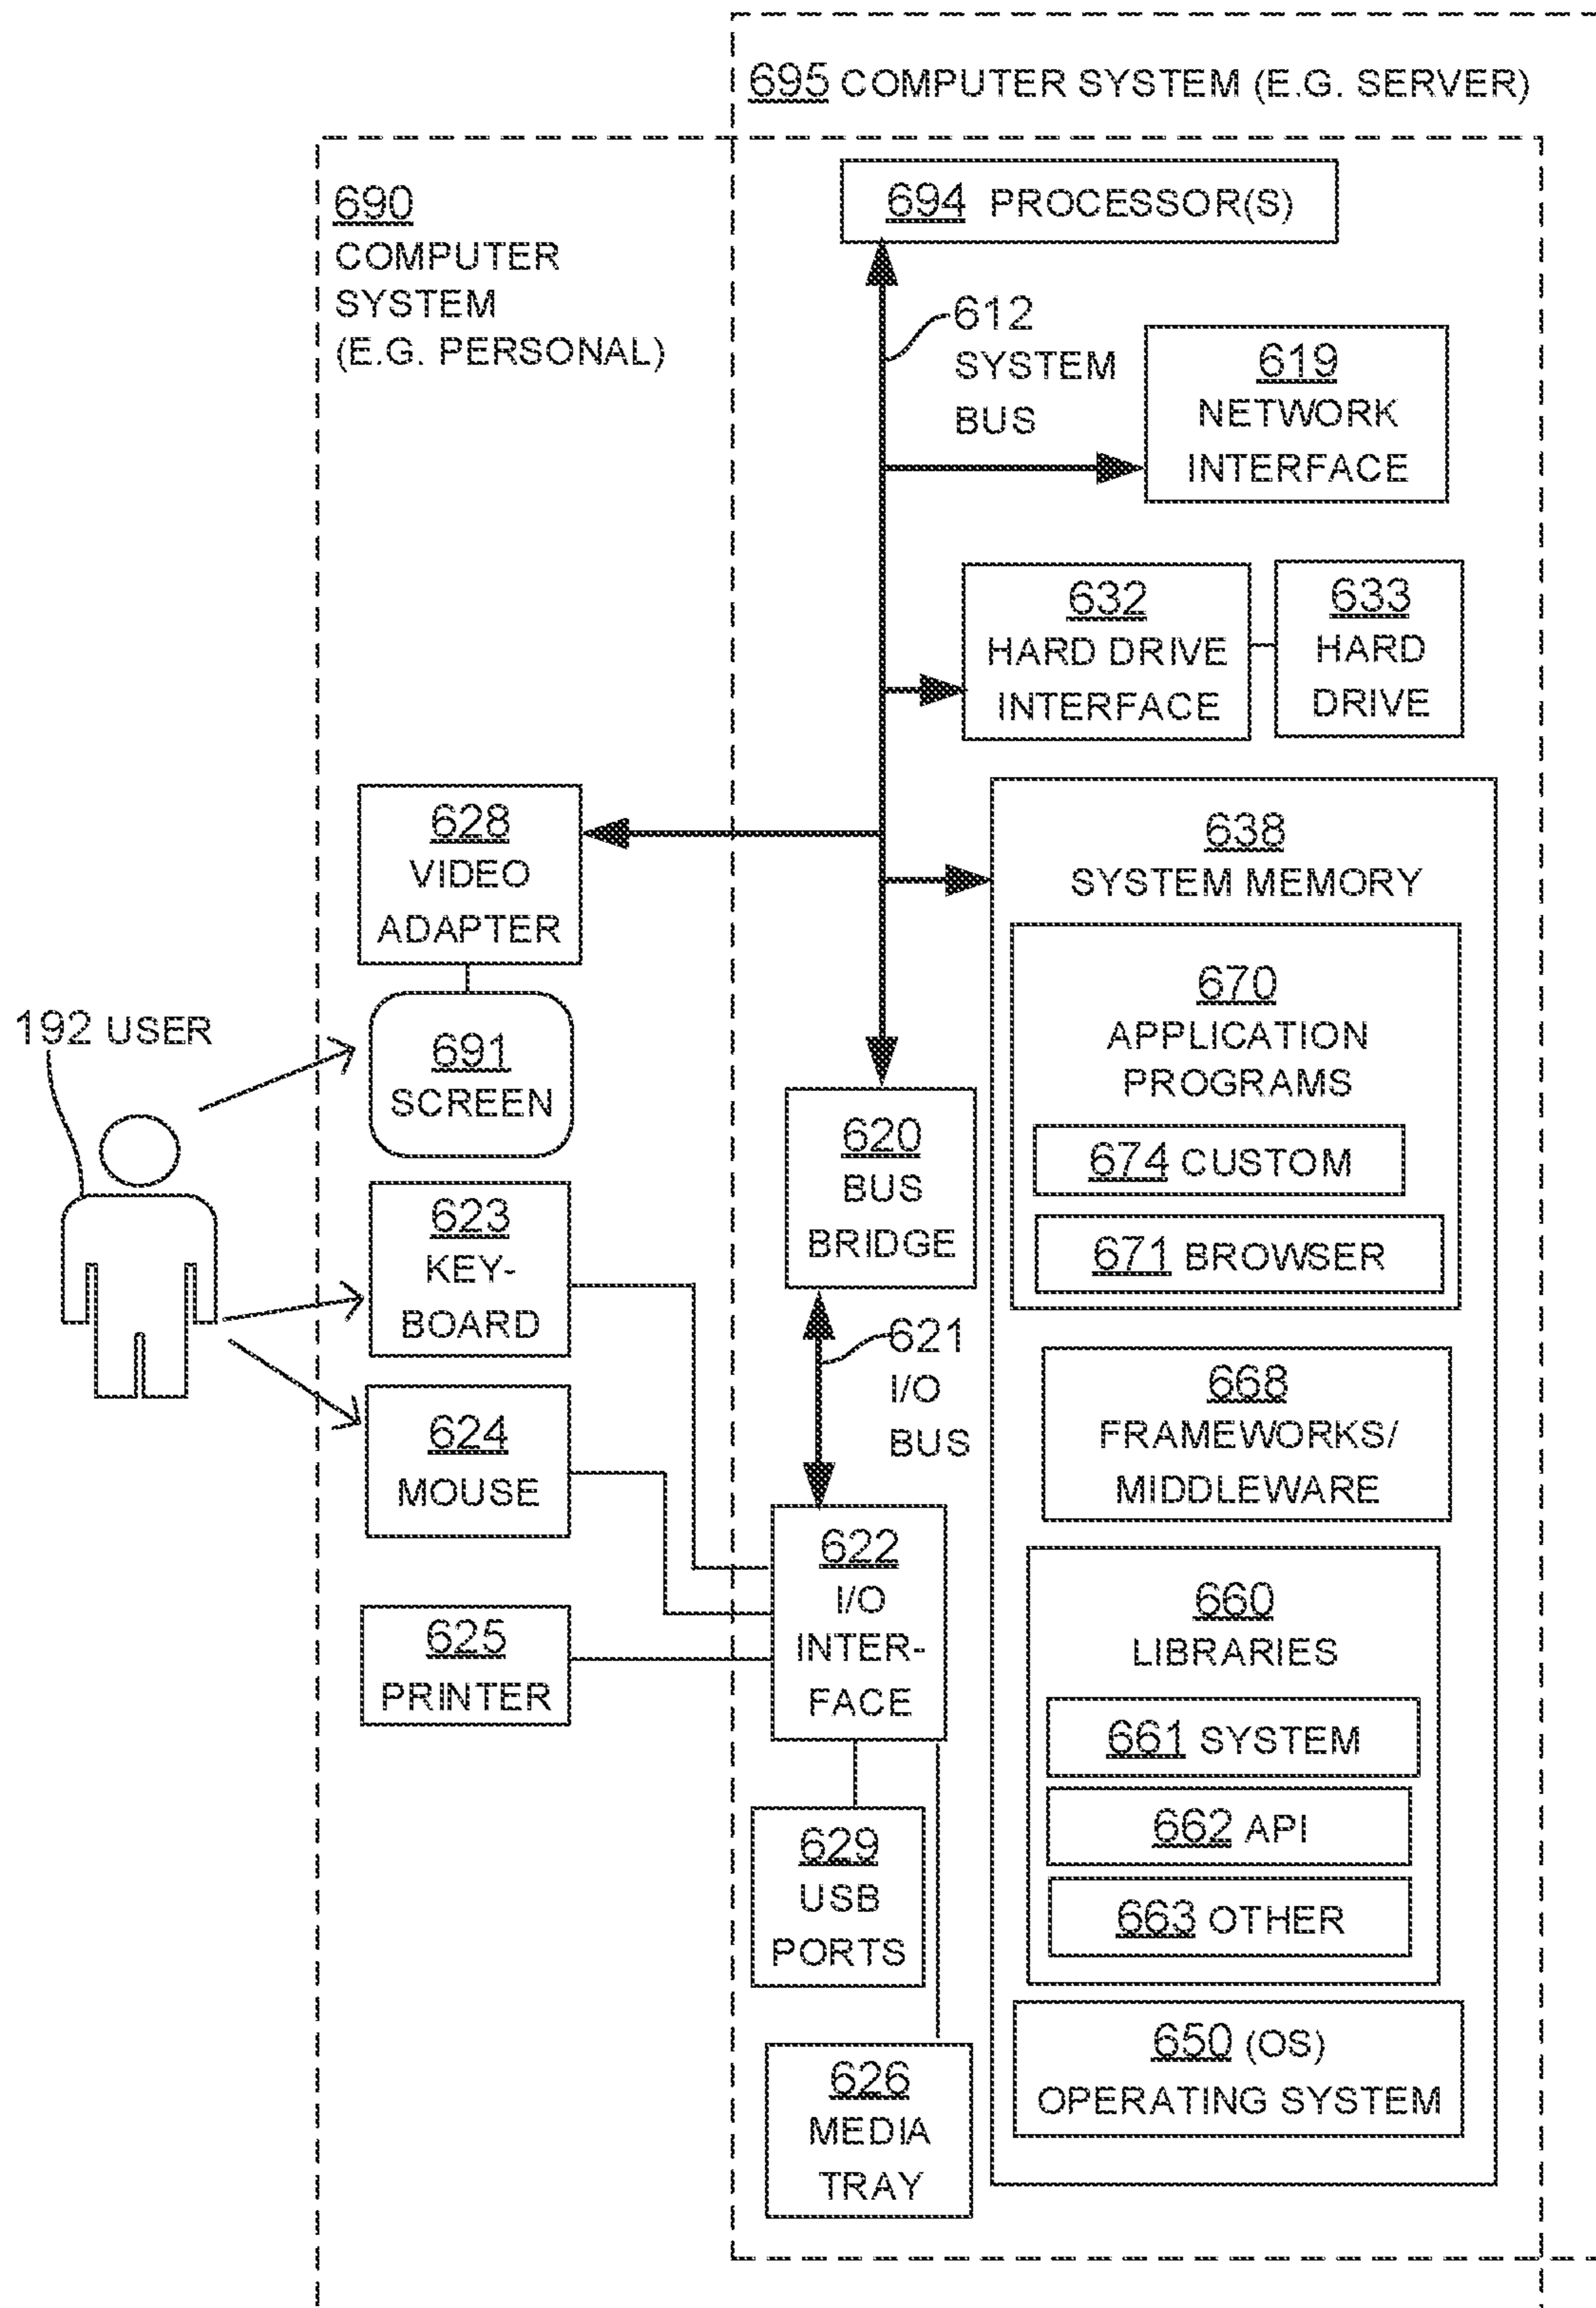 695 COMPUTER SYSTEM (E.G. SERVER)
690
COMPUTER
SYSTEM
(E.G. PERSONAL)
694 PROCESSOR(S)
612
SYSTEM
BUS
619
NETWORK
INTERFACE
632
HARD DRIVE
INTERFACE
633
HARD
DRIVE
628
VIDEO
ADAPTER
638
SYSTEM MEMORY
670
APPLICATION
PROGRAMS
674 CUSTOM
671 BROWSER
192 USER
691
SCREEN
620
BUS
BRIDGE
623
KEY-
BOARD
621
I/O
BUS
668
FRAMEWORKS/
MIDDLEWARE
624
MOUSE
622
I/O
INTER-
FACE
625
PRINTER
660
LIBRARIES
661 SYSTEM
662 API
663 OTHER
629
USB
PORTS
650 (OS)
OPERATING SYSTEM
626
MEDIA
TRAY